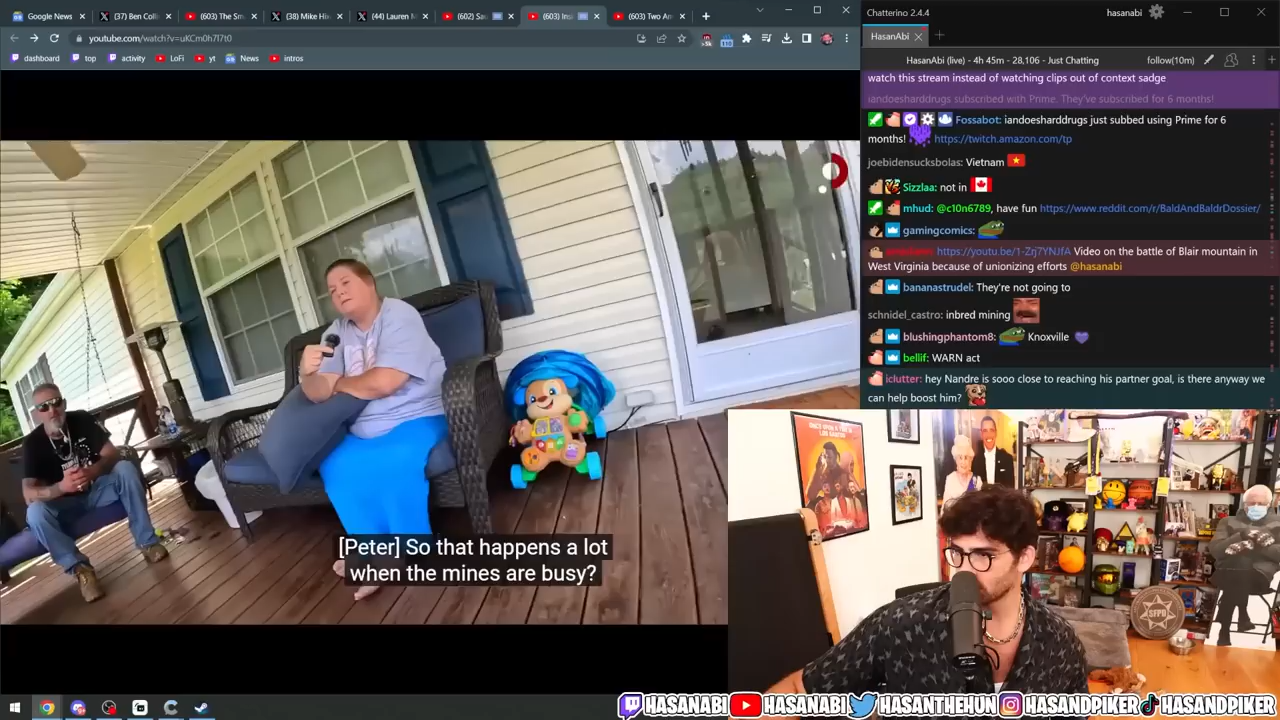 Google News
(37) Ben Coll
(603) The Sm
(38) Mike Hix
(44) Lauren M
(602) Sau
(603) Ins
(603) Two Am
youtube.com/watch?v=uKCm0h7I7t0
dashboard
top
activity
LoFi
yt
News
intros
[Peter] So that happens a lot
when the mines are busy?
Chatterino 2.4.4
hasanabi
HasanAbi
HasanAbi (live) - 4h 45m - 28,106 - Just Chatting
follow(10m)
watch this stream instead of watching clips out of context sadge
iandoesharddrugs subscribed with Prime. They've subscribed for 6 months!
Fossabot: iandoesharddrugs just subbed using Prime for 6
months! https://twitch.amazon.com/tp
joebidensucksbolas: Vietnam
Sizzlaa: not in
mhud: @c10n6789, have fun https://www.reddit.com/r/BaldAndBaldrDossier/
gamingcomics:
https://youtu.be/1-Zrj7YNJfA Video on the battle of Blair mountain in
West Virginia because of unionizing efforts @hasanabi
bananastrudel: They're not going to
schnidel_castro: inbred mining
blushingphantom8: Knoxville
bellif: WARN act
jclutter: hey Nandre is sooo close to reaching his partner goal, is there anyway we
can help boost him?
SFPD
HASANABI HASANABI HASANTHEHUN HASANDPIKER HASANDPIKER